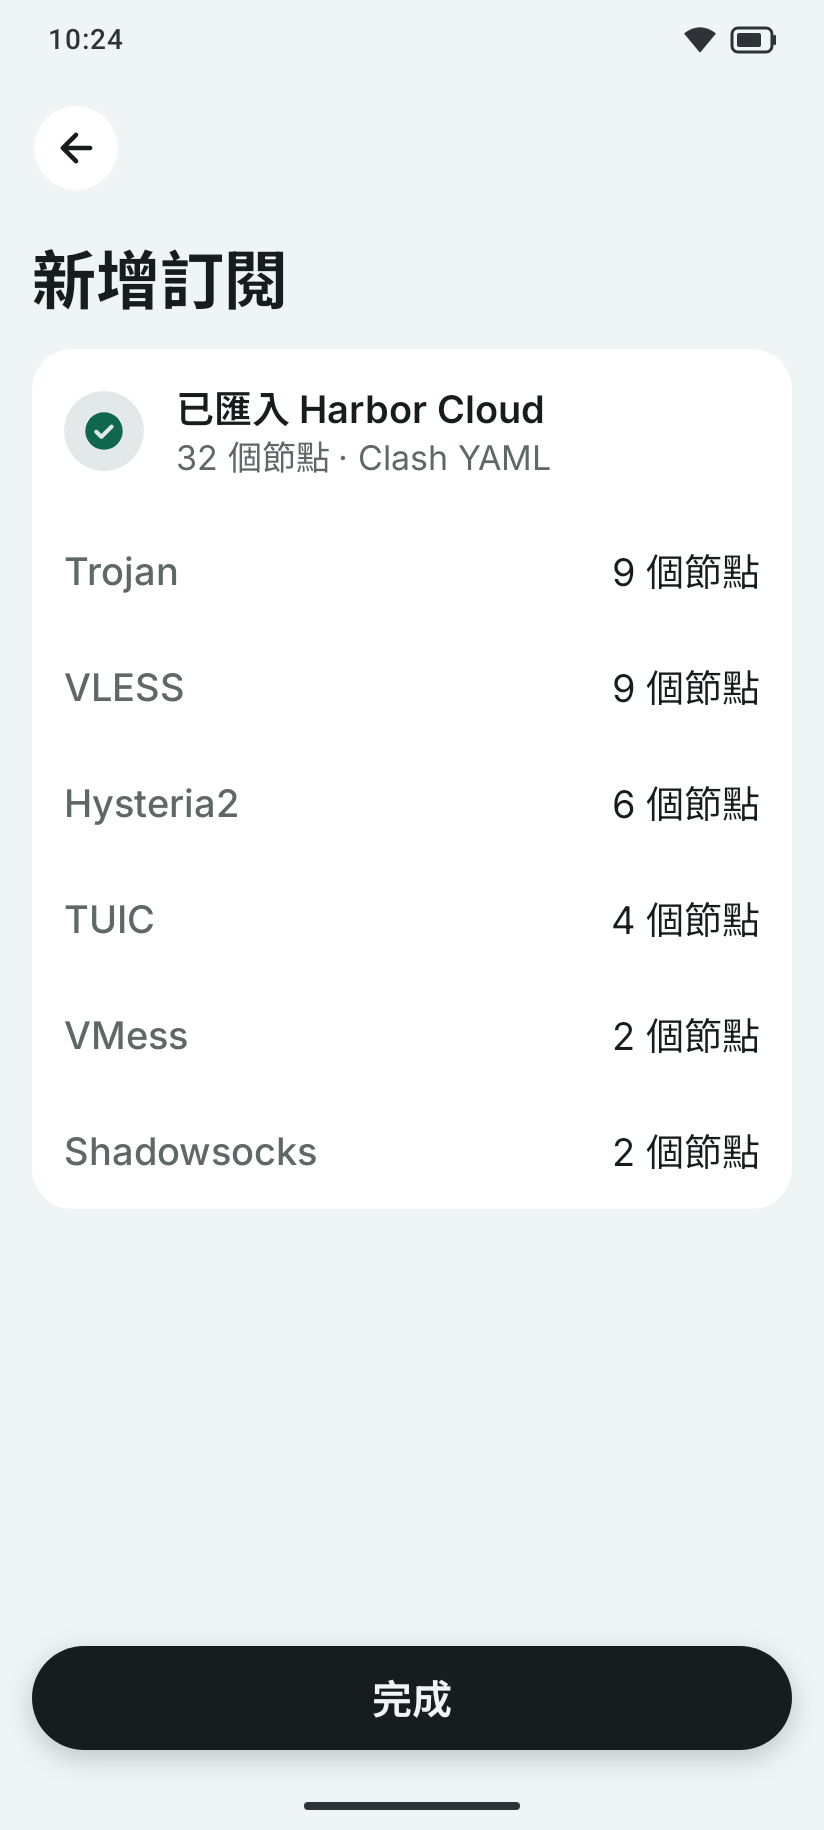 10:24
新增訂閱
已匯入 Harbor Cloud
32 個節點 · Clash YAML
Trojan 9 個節點
VLESS 9 個節點
Hysteria2 6 個節點
TUIC 4 個節點
VMess 2 個節點
Shadowsocks 2 個節點
完成